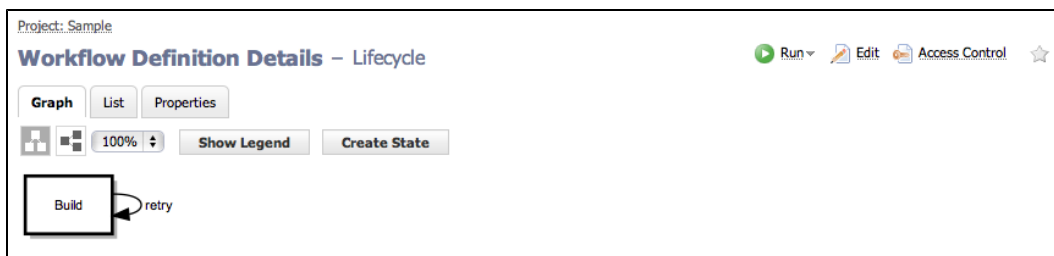 Project: Sample
Workflow Definition Details – Lifecycle
Run Edit Access Control
Graph List Properties
100% Show Legend Create State
Build retry